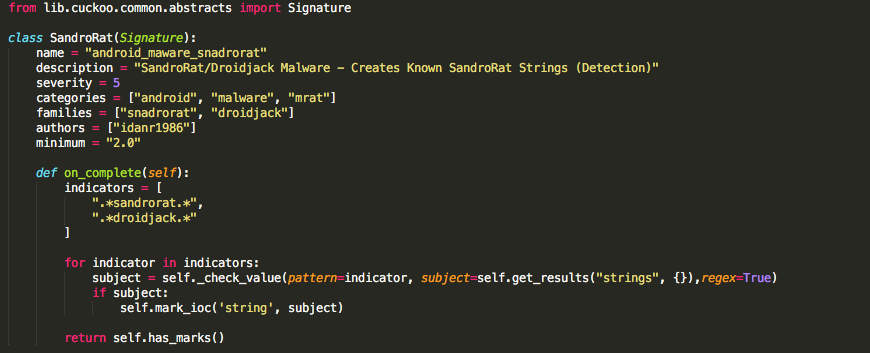 from lib.cuckoo.common.abstracts import Signature
class SandroRat(Signature):
name = "android_maware_snadrorat"
description = "SandroRat/Droidjack Malware - Creates Known SandroRat Strings (Detection)"
severity = 5
categories = ["android", "malware", "mrat"]
families = ["snadrorat", "droidjack"]
authors = ["idanr1986"]
minimum = "2.0"
def on_complete(self):
indicators = [
".*sandrorat.*",
".*droidjack.*"
]
for indicator in indicators:
subject = self._check_value(pattern=indicator, subject=self.get_results("strings", {}),regex=True)
if subject:
self.mark_ioc('string', subject)
return self.has_marks()